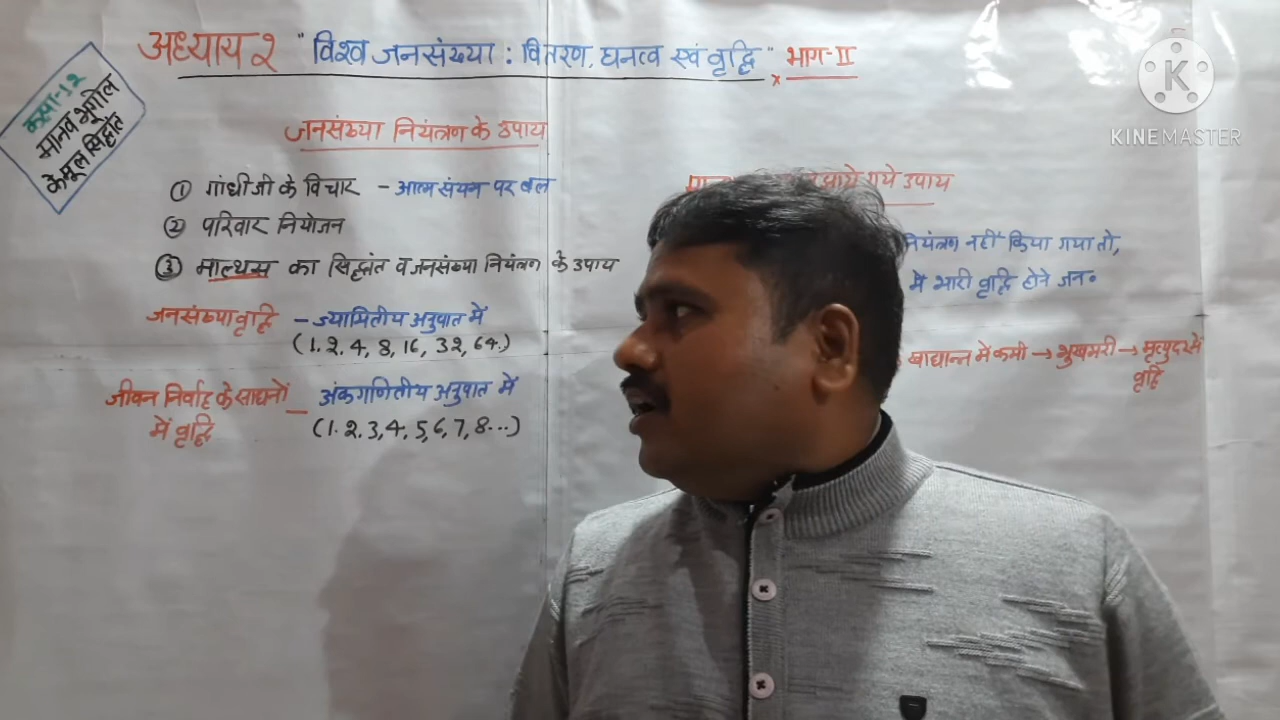 अध्याय २ "विश्व जनसंख्या : वितरण, घनत्व एवं वृद्धि" भाग-II
कक्षा-12
मानव भूगोल
के मूल सिद्धांत
KINEMASTER
जनसंख्या नियंत्रण के उपाय
① गांधीजी के विचार - आत्म संयम पर बल
② परिवार नियोजन
③ माल्थस का सिद्धांत व जनसंख्या नियंत्रण के उपाय
जनसंख्या वृद्धि - ज्यामितीय अनुपात में
(1.2.4, 8, 16, 32, 64.)
जीवन निर्वाह के साधनों में वृद्धि - अंकगणितीय अनुपात में
(1.2.3,4,5,6,7,8...)
गये उपाय
नियंत्रण नहीं किया गया तो,
में भारी वृद्धि होने जन॰
खाद्यान्न में कमी → भुखमरी → मृत्युदर में वृद्धि